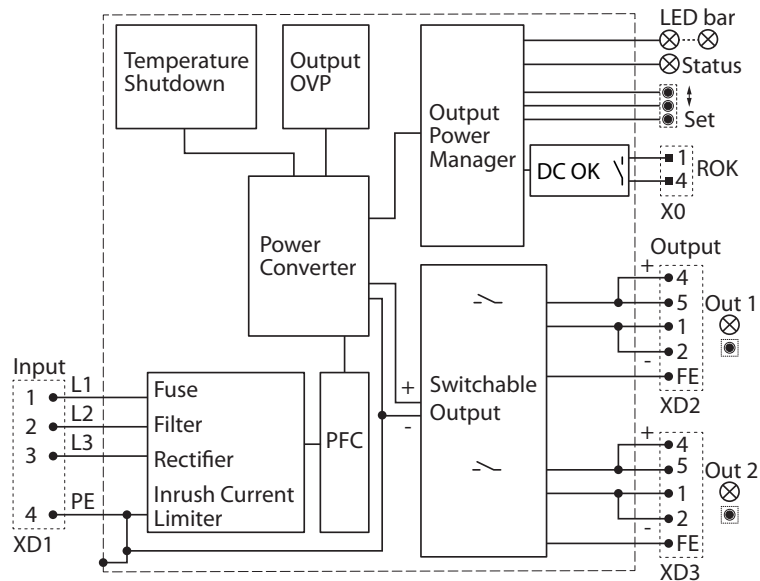 LED bar
Temperature
Shutdown
Output
OVP
Output
Power
Manager
Status
Set
DC OK
1
4
ROK
X0
Power
Converter
Output
+
4
5
1
2
-
FE
Out 1
XD2
Input
1
2
3
4
XD1
L1
L2
L3
PE
Fuse
Filter
Rectifier
Inrush Current
Limiter
PFC
+
-
Switchable
Output
+
4
5
1
2
-
FE
Out 2
XD3